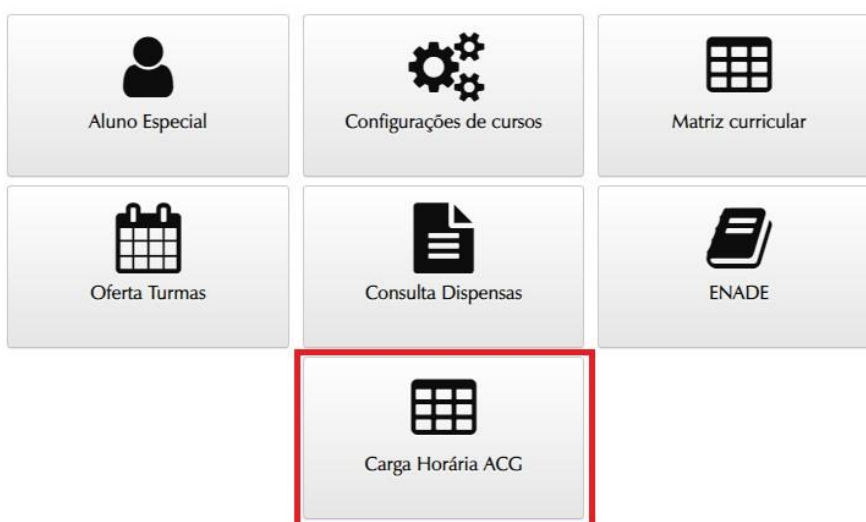 Aluno Especial
Configurações de cursos
Matriz curricular
Oferta Turmas
Consulta Dispensas
ENADE
Carga Horária ACG